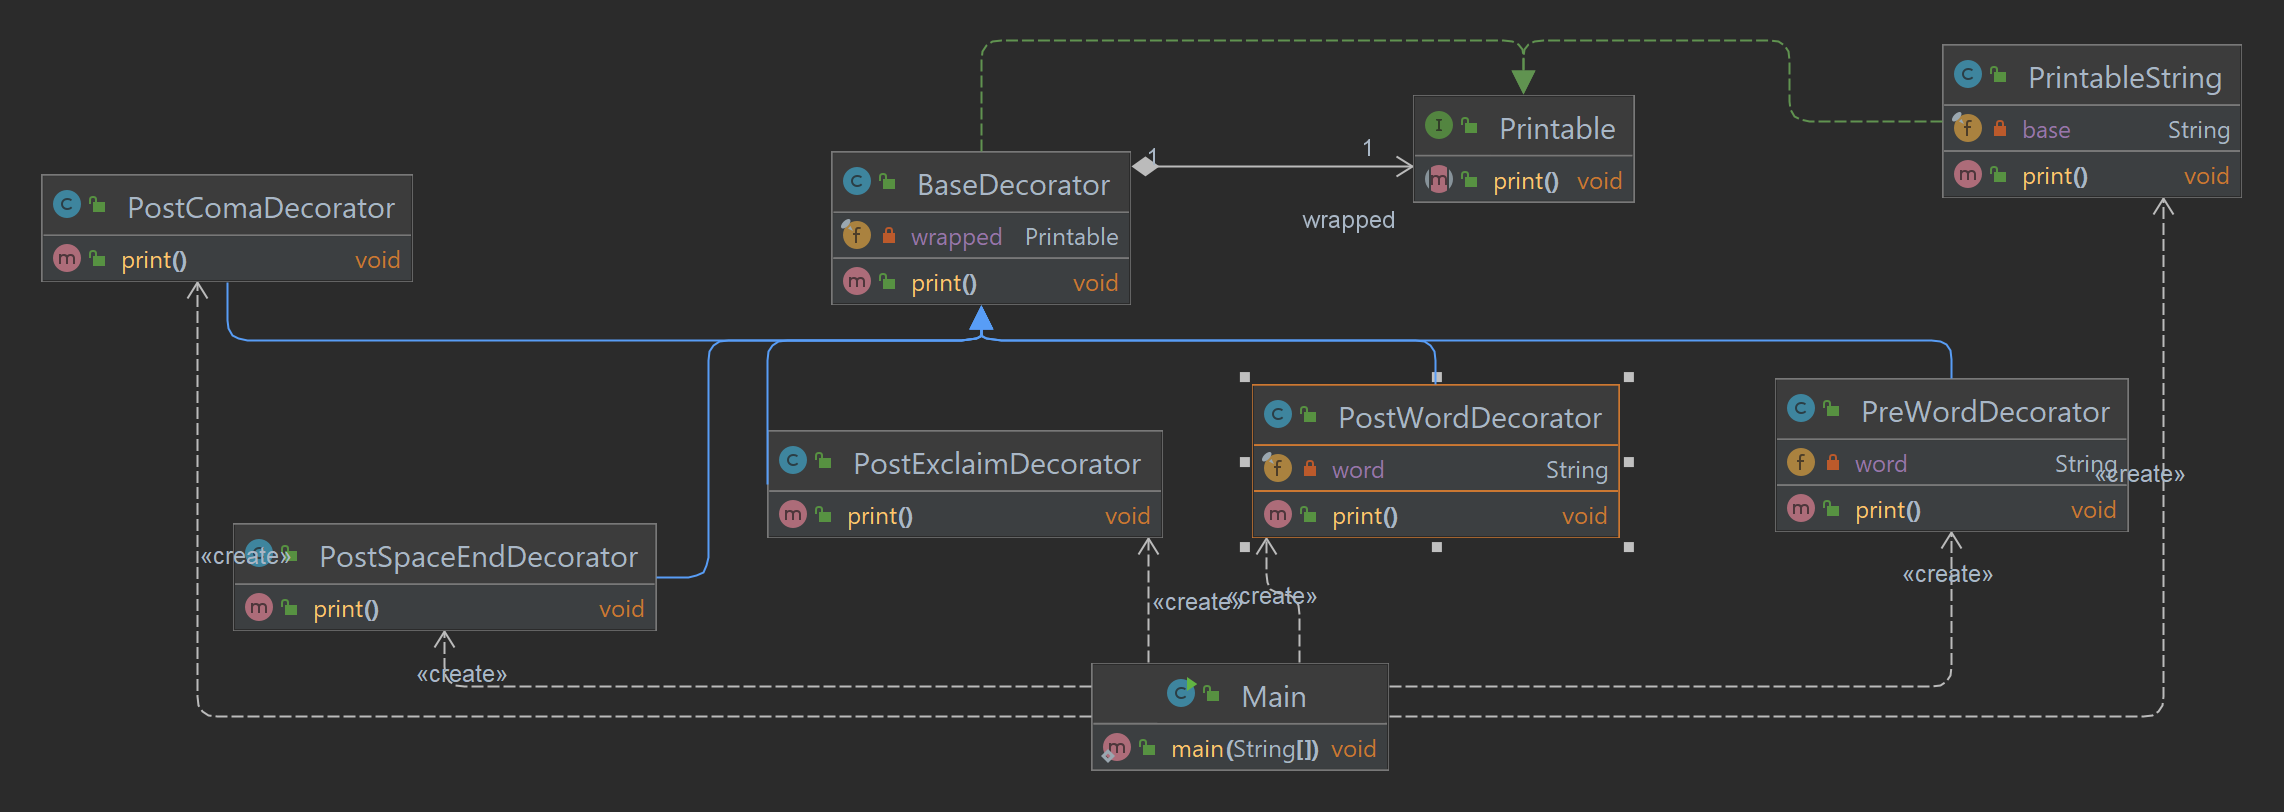 PrintableString
base String
print() void
Printable
print() void
1
1
wrapped
BaseDecorator
wrapped Printable
print() void
PostComaDecorator
print() void
PostExclaimDecorator
print() void
PostWordDecorator
word String
print() void
PreWordDecorator
word String
print() void
«create»
PostSpaceEndDecorator
print() void
«create»
«create»
«create»
«create»
«create»
Main
main(String[]) void